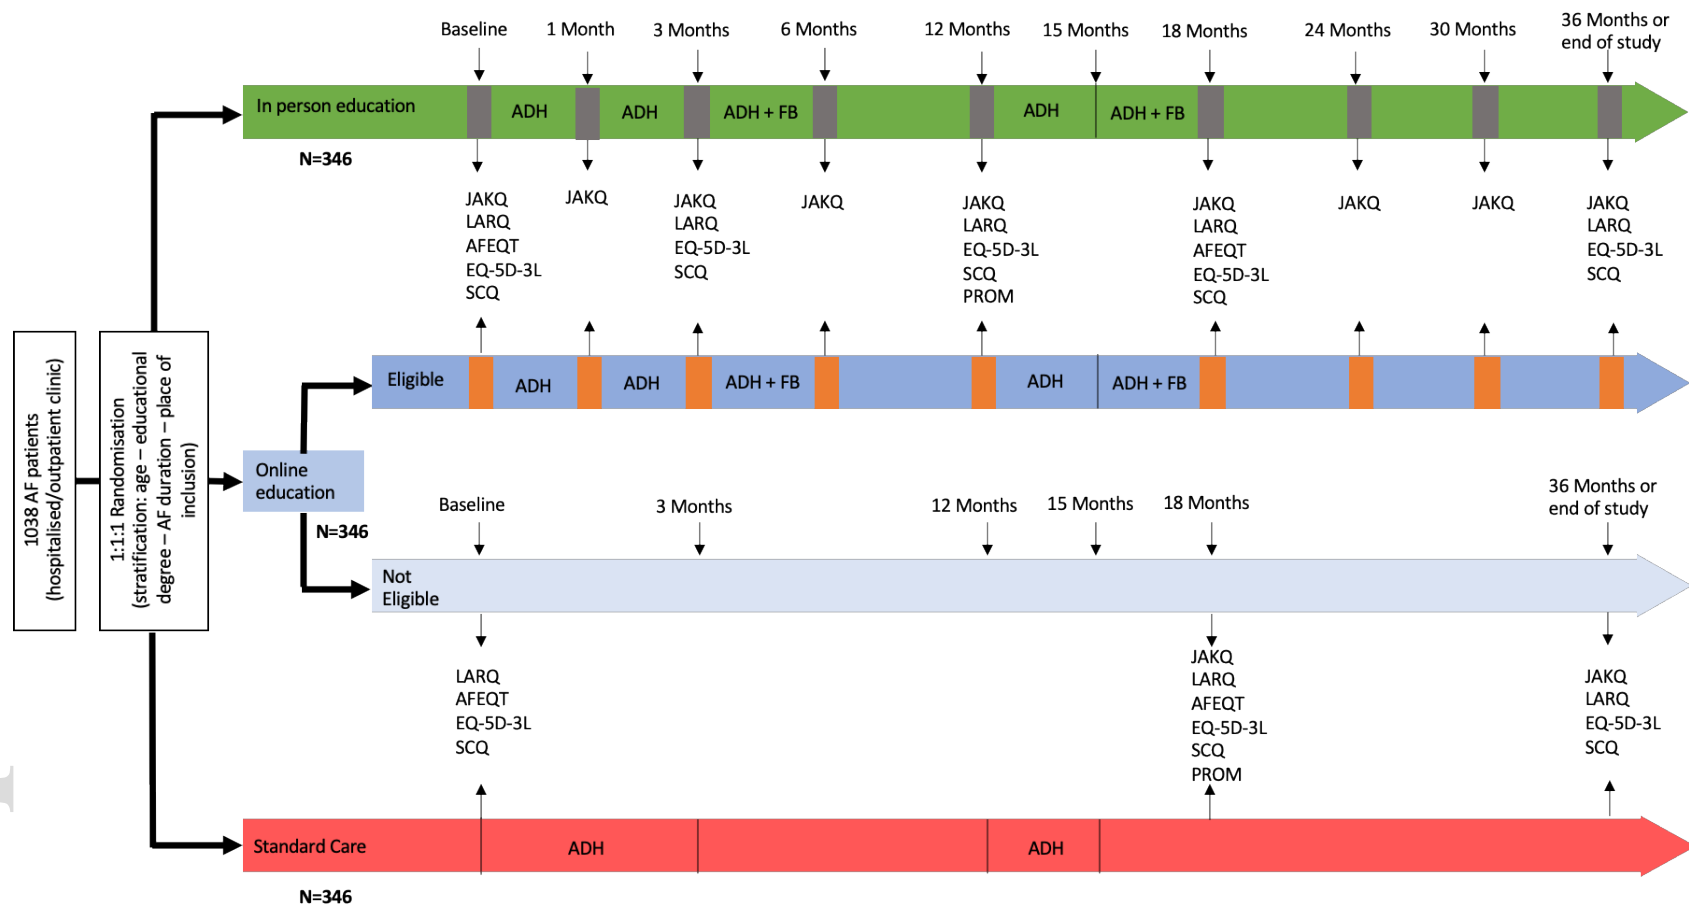 Baseline
1 Month
3 Months
6 Months
12 Months
15 Months
18 Months
24 Months
30 Months
36 Months or
end of study
In person education
ADH
ADH
ADH + FB
ADH
ADH + FB
N=346
JAKQ
LARQ
AFEQT
EQ-5D-3L
SCQ
JAKQ
JAKQ
LARQ
EQ-5D-3L
SCQ
JAKQ
JAKQ
LARQ
EQ-5D-3L
SCQ
PROM
JAKQ
LARQ
AFEQT
EQ-5D-3L
SCQ
JAKQ
JAKQ
JAKQ
LARQ
EQ-5D-3L
SCQ
1038 AF patients
(hospitalised/outpatient clinic)
1:1:1 Randomisation
(stratification: age – educational
degree – AF duration – place of
inclusion)
Eligible
ADH
ADH
ADH + FB
ADH
ADH + FB
Online
education
N=346
Baseline
3 Months
12 Months
15 Months
18 Months
36 Months or
end of study
Not
Eligible
LARQ
AFEQT
EQ-5D-3L
SCQ
JAKQ
LARQ
AFEQT
EQ-5D-3L
SCQ
PROM
JAKQ
LARQ
EQ-5D-3L
SCQ
Standard Care
ADH
ADH
N=346